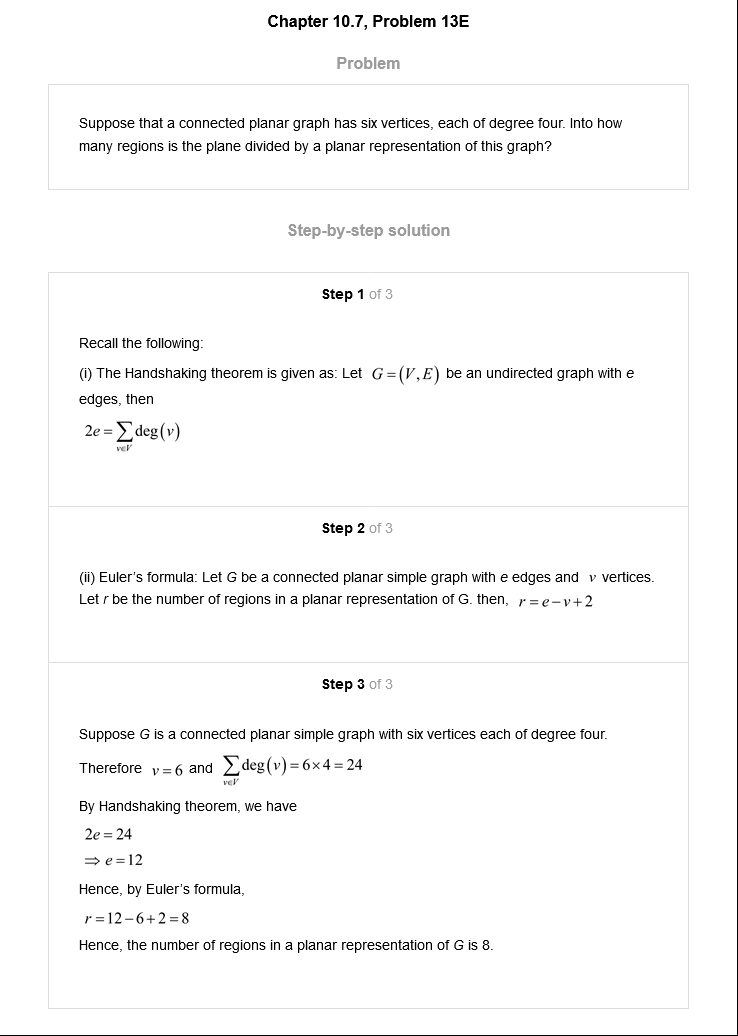 Chapter 10.7, Problem 13E
Problem
Suppose that a connected planar graph has six vertices, each of degree four. Into how
many regions is the plane divided by a planar representation of this graph?
Step-by-step solution
Step 1 of 3
Recall the following:
(i) The Handshaking theorem is given as: Let G = (V, E) be an undirected graph with e
edges, then
2e = ∑ deg(v)
v∈V
Step 2 of 3
(ii) Euler's formula: Let G be a connected planar simple graph with e edges and v vertices.
Let r be the number of regions in a planar representation of G. then, r = e − v + 2
Step 3 of 3
Suppose G is a connected planar simple graph with six vertices each of degree four.
Therefore v = 6 and ∑ deg(v) = 6 × 4 = 24
v∈V
By Handshaking theorem, we have
2e = 24
⇒ e = 12
Hence, by Euler's formula,
r = 12 − 6 + 2 = 8
Hence, the number of regions in a planar representation of G is 8.